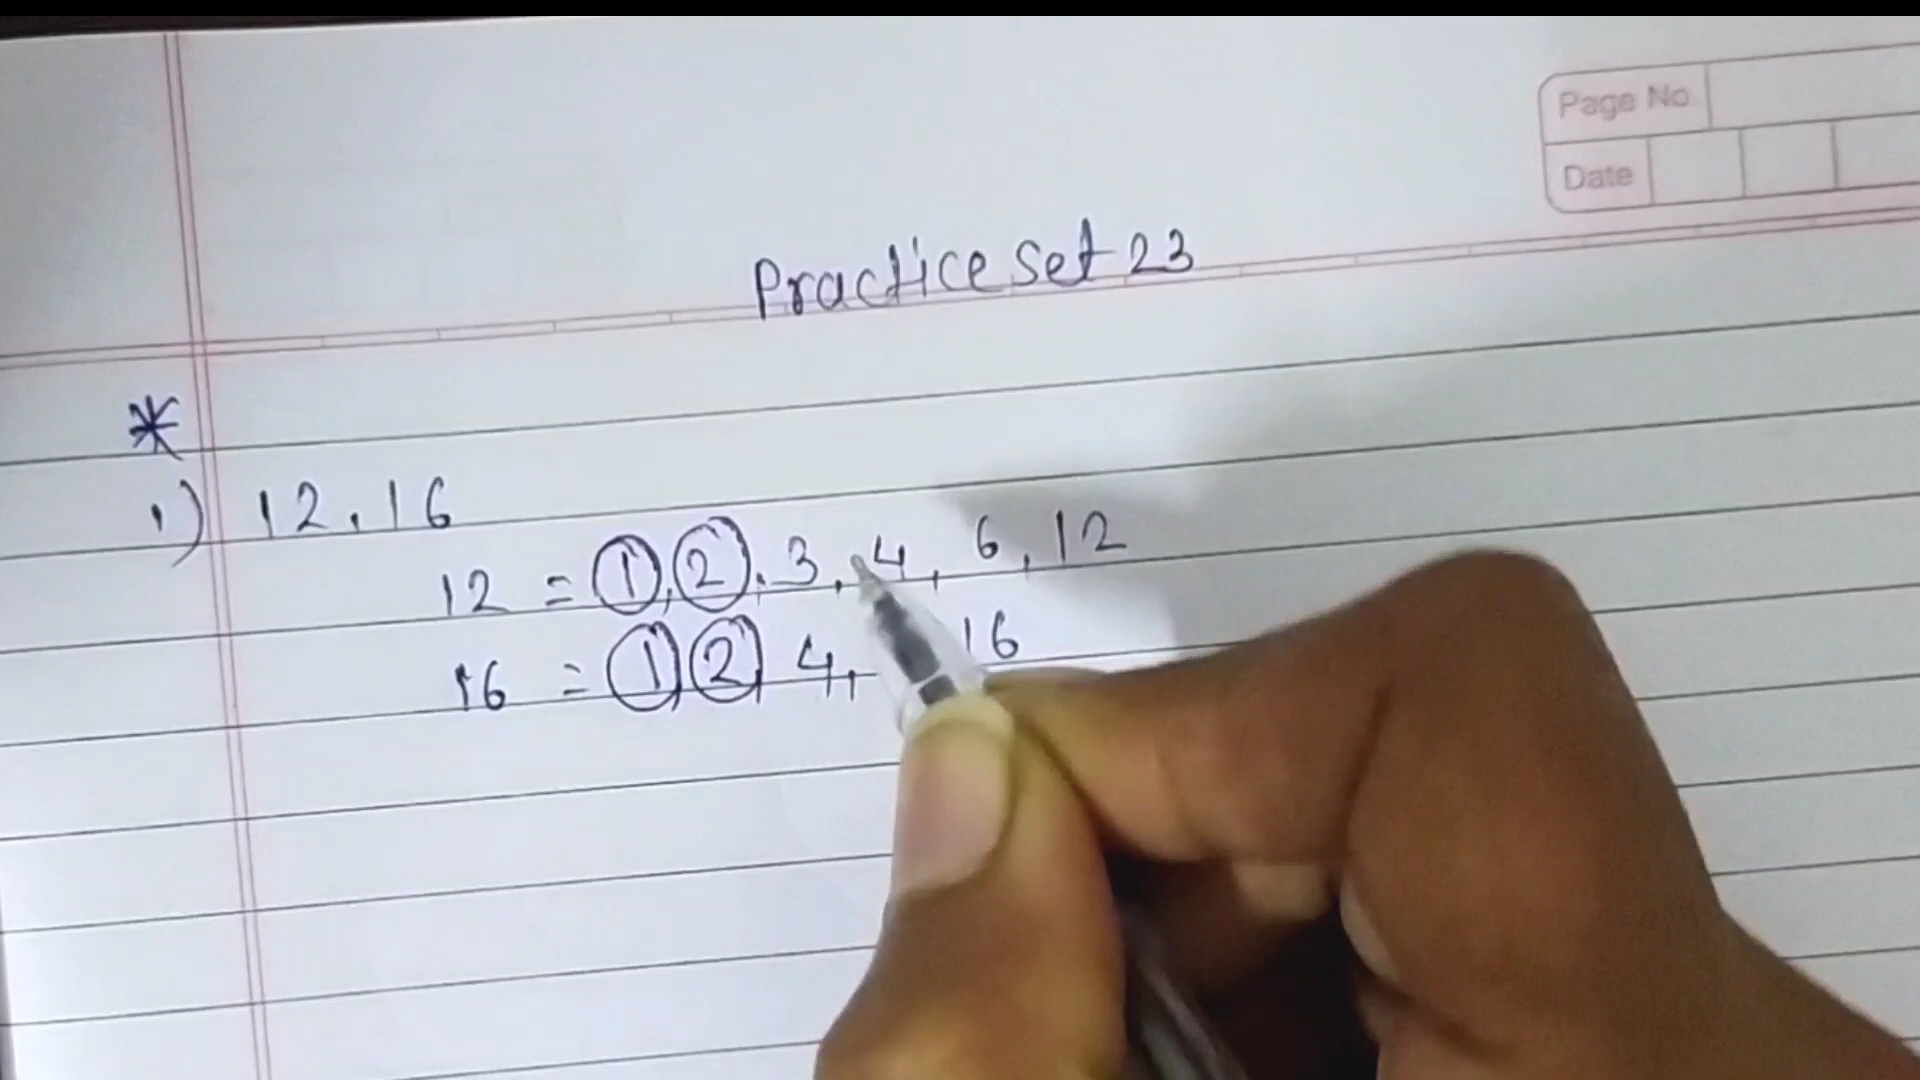 Page No
Date
Practice Set 23
*
1) 12, 16
12 = 1, 2, 3, 4, 6, 12
16 = 1, 2, 4, 16